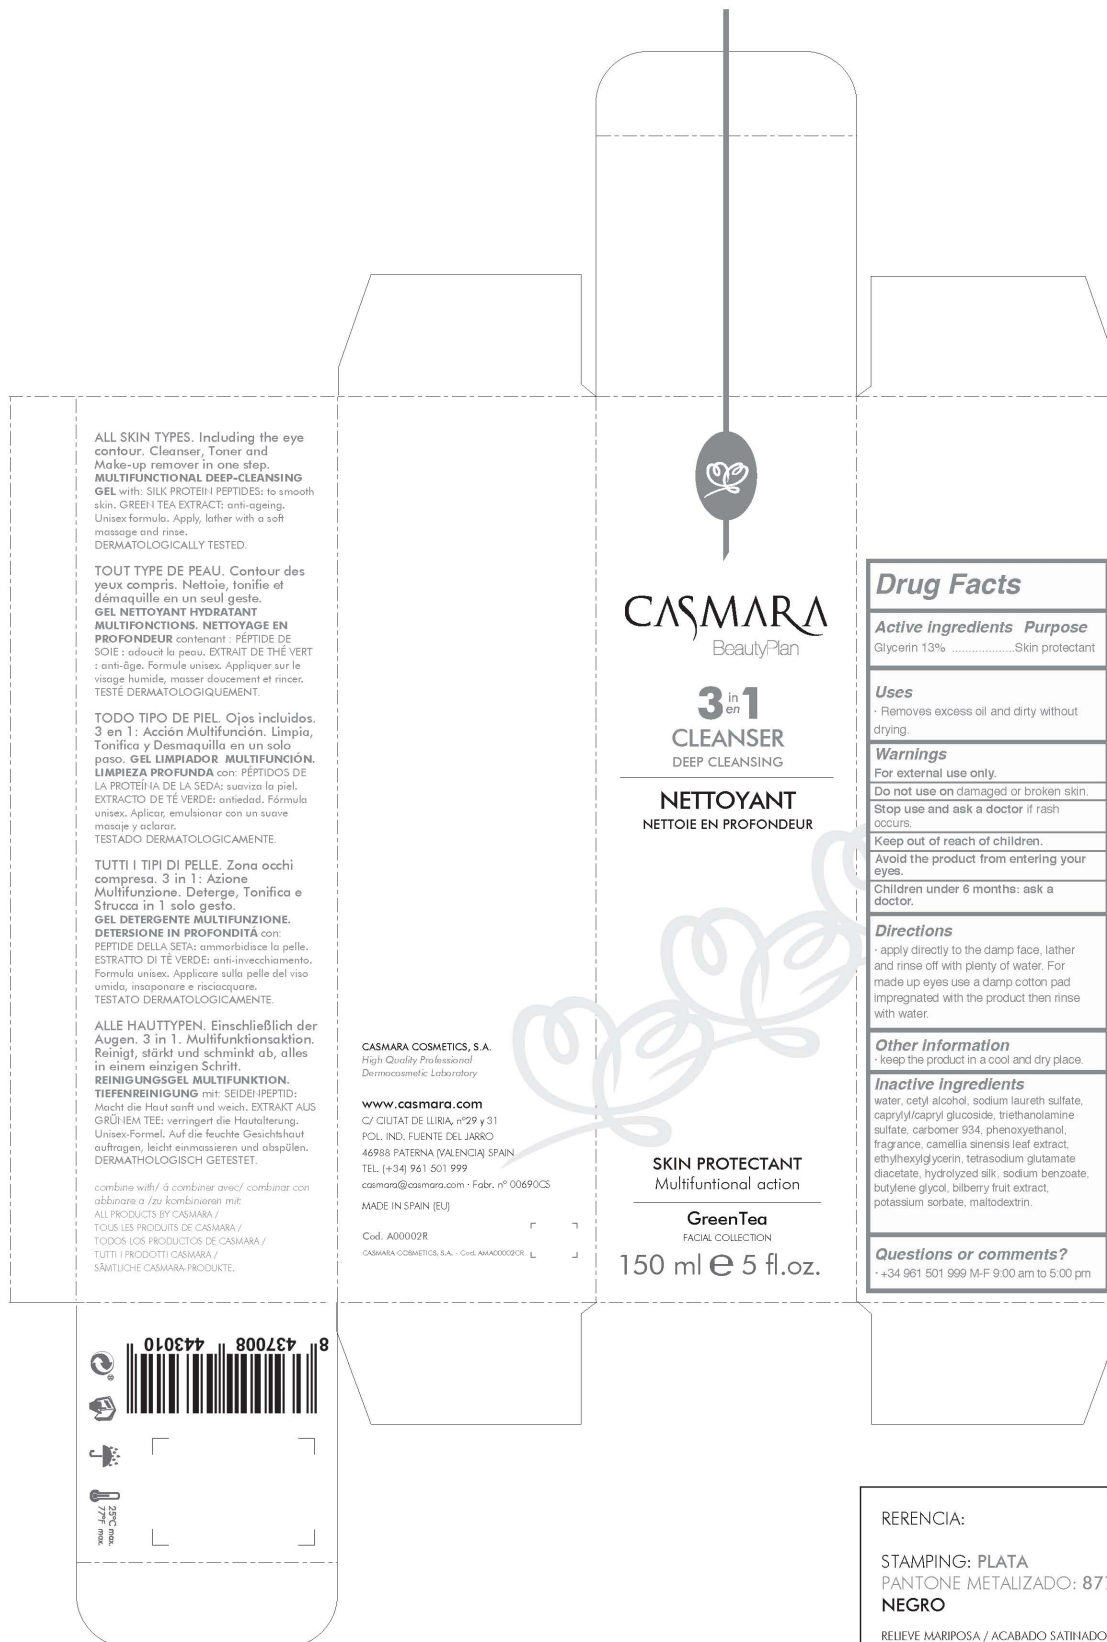 ALL SKIN TYPES. Including the eye
contour. Cleanser, Toner and
Make-up remover in one step.
MULTIFUNCTIONAL DEEP-CLEANSING
GEL with: SILK PROTEIN PEPTIDES: to smooth
skin. GREEN TEA EXTRACT: anti-ageing.
Unisex formula. Apply, lather with a soft
massage and rinse.
DERMATOLOGICALLY TESTED.
TOUT TYPE DE PEAU. Contour des
yeux compris. Nettoie, tonifie et
démaquille en un seul geste.
GEL NETTOYANT HYDRATANT
MULTIFONCTIONS. NETTOYAGE EN
PROFONDEUR contenant : PÉPTIDE DE
SOIE : adoucit la peau. EXTRAIT DE THÉ VERT
: anti-âge. Formule unisex. Appliquer sur le
visage humide, masser doucement et rincer.
TESTÉ DERMATOLOGIQUEMENT.
TODO TIPO DE PIEL. Ojos incluidos.
3 en 1: Acción Multifunción. Limpia,
Tonifica y Desmaquilla en un solo
paso. GEL LIMPIADOR MULTIFUNCIÓN.
LIMPIEZA PROFUNDA con: PÉPTIDOS DE
LA PROTEÍNA DE LA SEDA: suaviza la piel.
EXTRACTO DE TÉ VERDE: antiedad. Fórmula
unisex. Aplicar, emulsionar con un suave
masaje y aclarar.
TESTADO DERMATOLOGICAMENTE.
TUTTI I TIPI DI PELLE. Zona occhi
compresa. 3 in 1: Azione
Multifunzione. Deterge, Tonifica e
Strucca in 1 solo gesto.
GEL DETERGENTE MULTIFUNZIONE.
DETERSIONE IN PROFONDITÁ con:
PEPTIDE DELLA SETA: ammorbidisce la pelle.
ESTRATTO DI TÈ VERDE: anti-invecchiamento.
Formula unisex. Applicare sulla pelle del viso
umida, insaponare e risciacquare.
TESTATO DERMATOLOGICAMENTE.
ALLE HAUTTYPEN. Einschließlich der
Augen. 3 in 1. Multifunktionsaktion.
Reinigt, stärkt und schminkt ab, alles
in einem einzigen Schritt.
REINIGUNGSGEL MULTIFUNKTION.
TIEFENREINIGUNG mit: SEIDENPEPTID:
Macht die Haut sanft und weich. EXTRAKT AUS
GRÜNEM TEE: verringert die Hautalterung.
Unisex-Formel. Auf die feuchte Gesichtshaut
auftragen, leicht einmassieren und abspülen.
DERMATHOLOGISCH GETESTET.
combine with/ á combiner avec/ combinar con
abbinare a /zu kombinieren mit:
ALL PRODUCTS BY CASMARA /
TOUS LES PRODUITS DE CASMARA /
TODOS LOS PRODUCTOS DE CASMARA /
TUTTI I PRODOTTI CASMARA /
SÄMTLICHE CASMARA-PRODUKTE.
8 437008 443010
25ºC max.
77ºF max.
CASMARA COSMETICS, S.A.
High Quality Professional
Dermocosmetic Laboratory
www.casmara.com
C/ CIUTAT DE LLIRIA, nº29 y 31
POL. IND. FUENTE DEL JARRO
46988 PATERNA (VALENCIA) SPAIN
TEL. (+34) 961 501 999
casmara@casmara.com · Fabr. nº 00690CS
MADE IN SPAIN (EU)
Cod. A00002R
CASMARA COSMETICS, S.A. - Cod. AMA00002CR
CASMARA
BeautyPlan
3 in en 1
CLEANSER
DEEP CLEANSING
NETTOYANT
NETTOIE EN PROFONDEUR
SKIN PROTECTANT
Multifuntional action
GreenTea
FACIAL COLLECTION
150 ml e 5 fl.oz.
Drug Facts
Active ingredients Purpose
Glycerin 13% ...................Skin protectant
Uses
· Removes excess oil and dirty without
drying.
Warnings
For external use only.
Do not use on damaged or broken skin.
Stop use and ask a doctor if rash
occurs.
Keep out of reach of children.
Avoid the product from entering your
eyes.
Children under 6 months: ask a
doctor.
Directions
· apply directly to the damp face, lather
and rinse off with plenty of water. For
made up eyes use a damp cotton pad
impregnated with the product then rinse
with water.
Other information
· keep the product in a cool and dry place.
Inactive ingredients
water, cetyl alcohol, sodium laureth sulfate,
caprylyl/capryl glucoside, triethanolamine
sulfate, carbomer 934, phenoxyethanol,
fragrance, camellia sinensis leaf extract,
ethylhexylglycerin, tetrasodium glutamate
diacetate, hydrolyzed silk, sodium benzoate,
butylene glycol, bilberry fruit extract,
potassium sorbate, maltodextrin.
Questions or comments?
· +34 961 501 999 M-F 9:00 am to 5:00 pm
RERENCIA:
STAMPING: PLATA
PANTONE METALIZADO: 877
NEGRO
RELIEVE MARIPOSA / ACABADO SATINADO